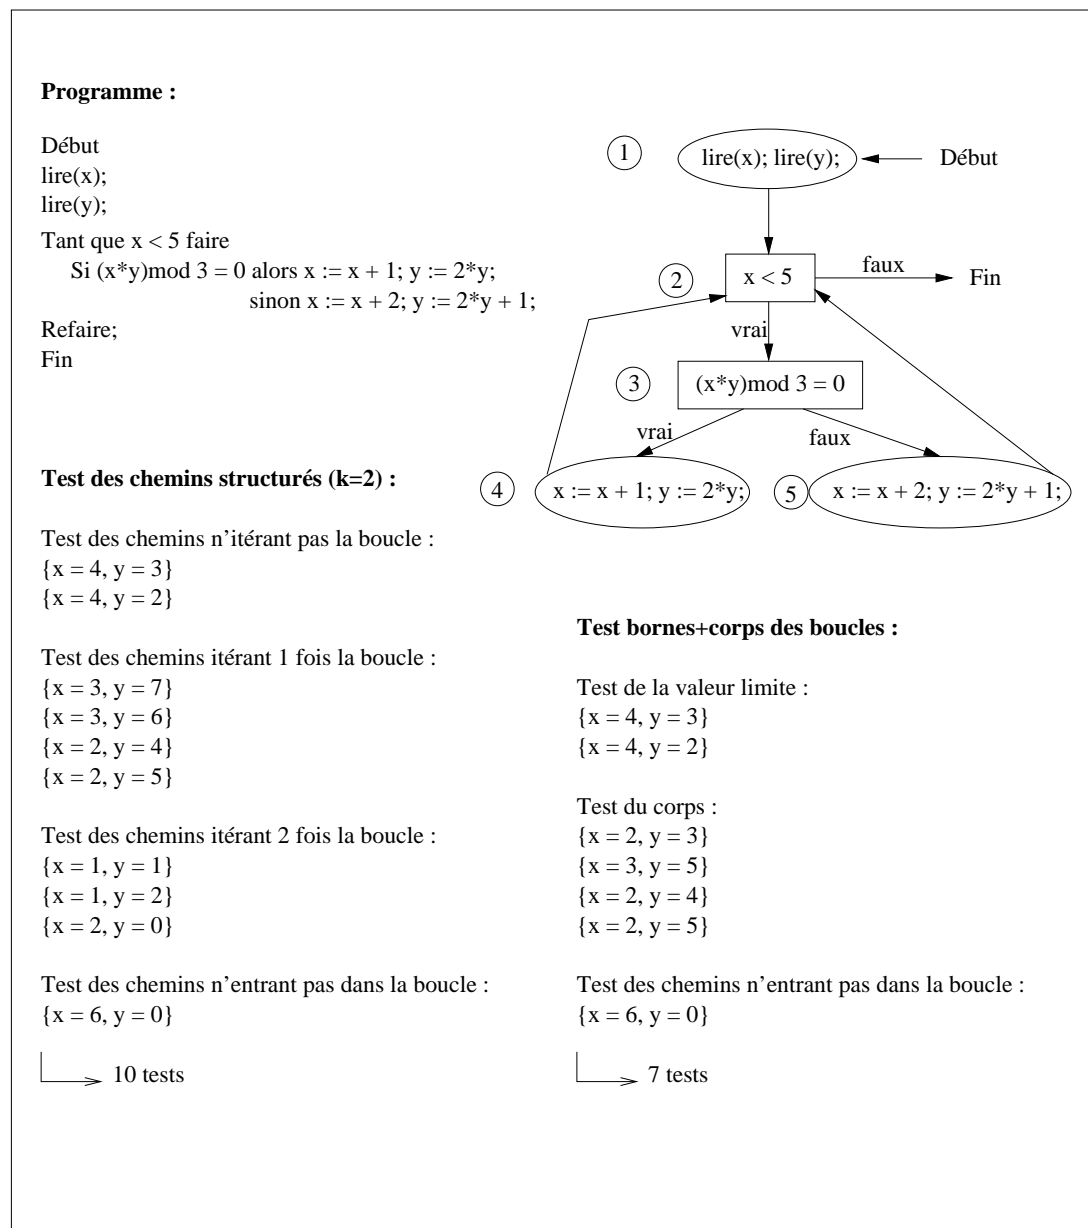 Programme :
Début
lire(x);
lire(y);
Tant que x < 5 faire
Si (x*y)mod 3 = 0 alors x := x + 1; y := 2*y;
sinon x := x + 2; y := 2*y + 1;
Refaire;
Fin
1
lire(x); lire(y);
Début
2
x < 5
faux
Fin
vrai
3
(x*y)mod 3 = 0
vrai
faux
4
x := x + 1; y := 2*y;
5
x := x + 2; y := 2*y + 1;
Test des chemins structurés (k=2) :
Test des chemins n'itérant pas la boucle :
{x = 4, y = 3}
{x = 4, y = 2}
Test des chemins itérant 1 fois la boucle :
{x = 3, y = 7}
{x = 3, y = 6}
{x = 2, y = 4}
{x = 2, y = 5}
Test des chemins itérant 2 fois la boucle :
{x = 1, y = 1}
{x = 1, y = 2}
{x = 2, y = 0}
Test des chemins n'entrant pas dans la boucle :
{x = 6, y = 0}
10 tests
Test bornes+corps des boucles :
Test de la valeur limite :
{x = 4, y = 3}
{x = 4, y = 2}
Test du corps :
{x = 2, y = 3}
{x = 3, y = 5}
{x = 2, y = 4}
{x = 2, y = 5}
Test des chemins n'entrant pas dans la boucle :
{x = 6, y = 0}
7 tests